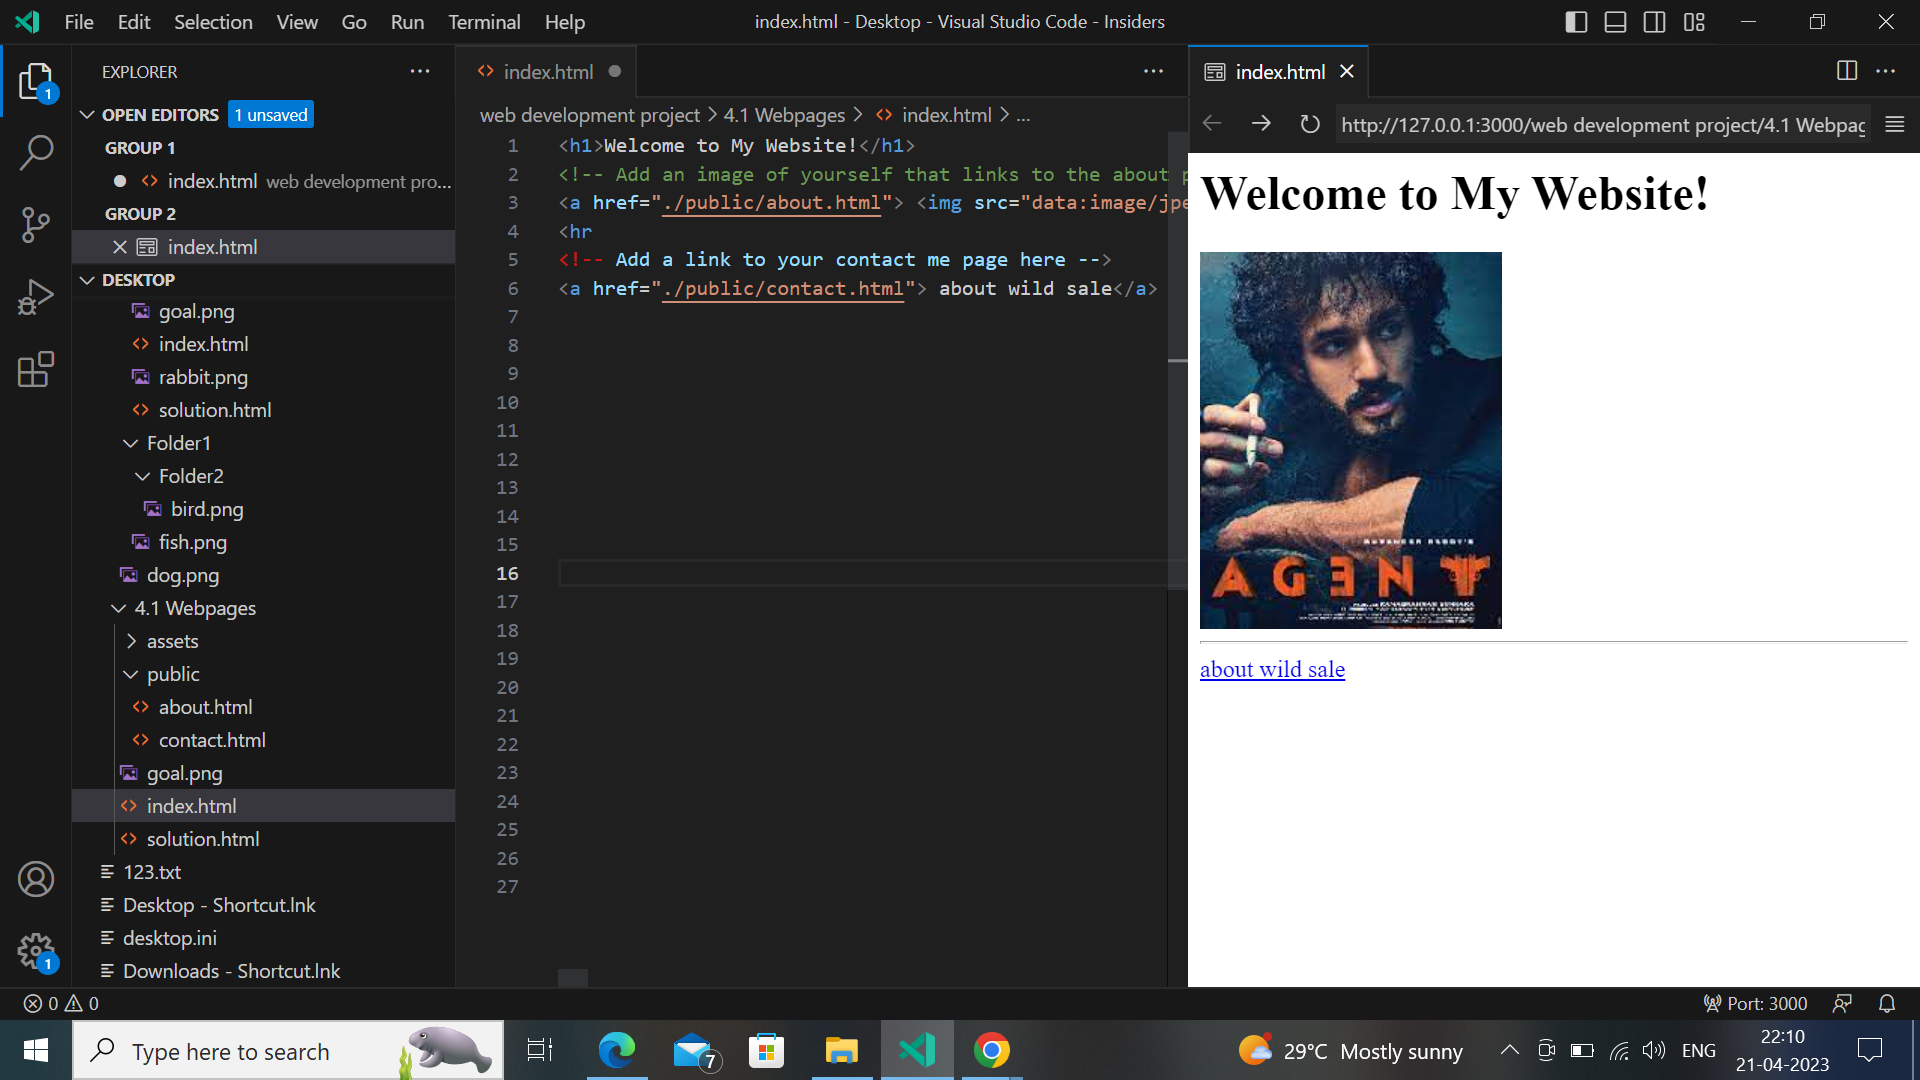 File Edit Selection View Go Run Terminal Help
index.html - Desktop - Visual Studio Code - Insiders
EXPLORER
OPEN EDITORS 1 unsaved
GROUP 1
index.html web development pro...
GROUP 2
index.html
DESKTOP
goal.png
index.html
rabbit.png
solution.html
Folder1
Folder2
bird.png
fish.png
dog.png
4.1 Webpages
assets
public
about.html
contact.html
goal.png
index.html
solution.html
123.txt
Desktop - Shortcut.lnk
desktop.ini
Downloads - Shortcut.lnk
1
1
index.html
web development project > 4.1 Webpages > index.html > ...
1 <h1>Welcome to My Website!</h1>
2 <!-- Add an image of yourself that links to the about p
3 <a href="./public/about.html"> <img src="data:image/jpe
4 <hr
5 <!-- Add a link to your contact me page here -->
6 <a href="./public/contact.html"> about wild sale</a>
7
8
9
10
11
12
13
14
15
16
17
18
19
20
21
22
23
24
25
26
27
index.html
http://127.0.0.1:3000/web development project/4.1 Webpag
Welcome to My Website!
AGENT
about wild sale
0 0
Port: 3000
Type here to search
7
29°C Mostly sunny
ENG
22:10
21-04-2023